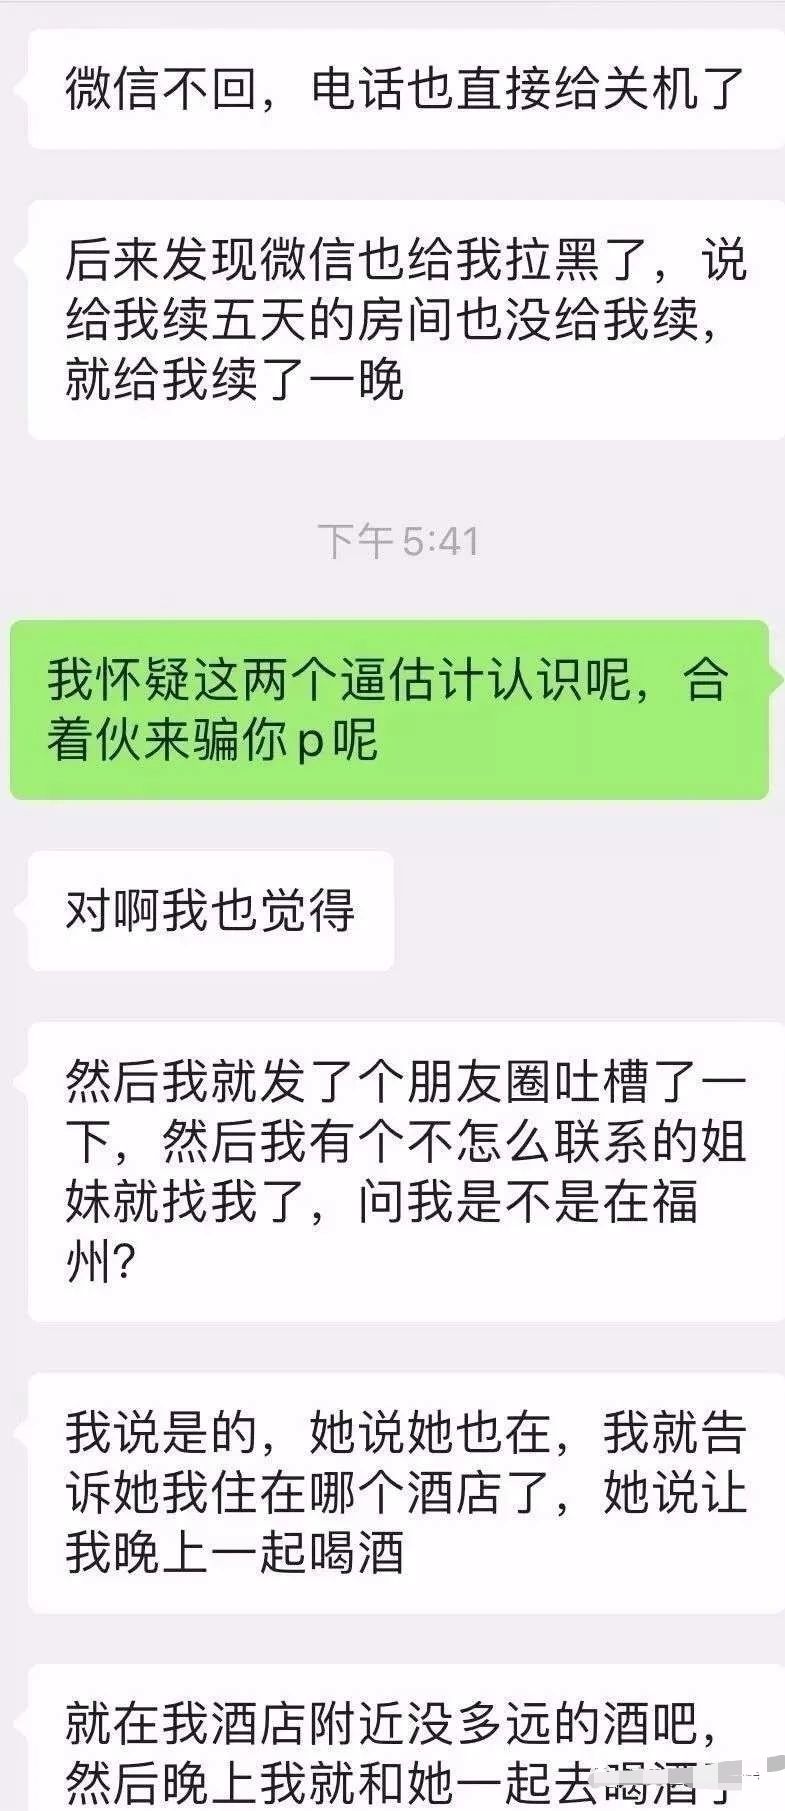 微信不回，电话也直接给关机了
后来发现微信也给我拉黑了，说
给我续五天的房间也没给我续，
就给我续了一晚
下午5:41
我怀疑这两个逼估计认识呢，合
着伙来骗你p呢
对啊我也觉得
然后我就发了个朋友圈吐槽了一
下，然后我有个不怎么联系的姐
妹就找我了，问我是不是在福
州？
我说是的，她说她也在，我就告
诉她我住在哪个酒店了，她说让
我晚上一起喝酒
就在我酒店附近没多远的酒吧，
然后晚上我就和她一起去喝酒了